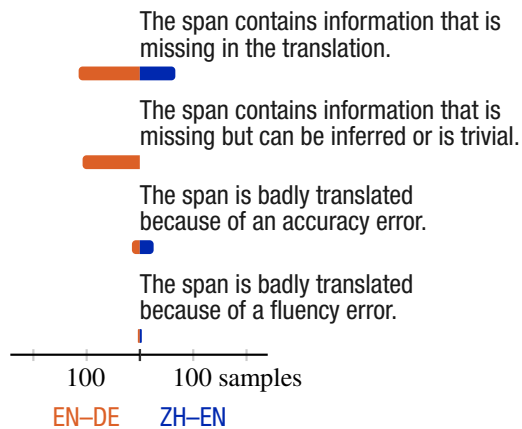 The span contains information that is
missing in the translation.
The span contains information that is
missing but can be inferred or is trivial.
The span is badly translated
because of an accuracy error.
The span is badly translated
because of a fluency error.
100 100 samples
EN–DE ZH–EN